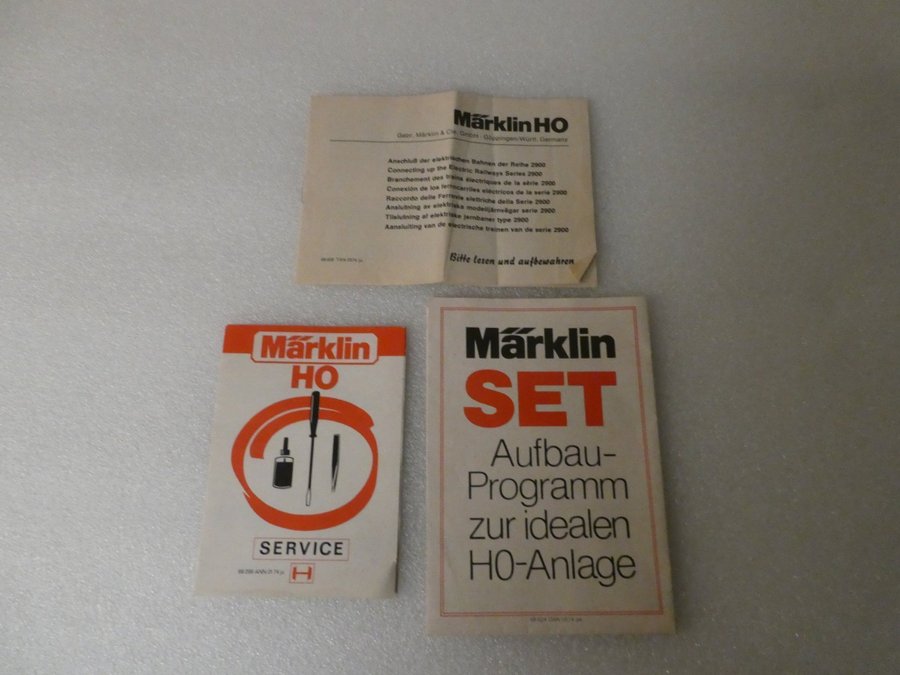 Märklin HO
Gebr. Märklin & Cie. GmbH · Göppingen/Württ. Germany
Anschluß der elektrischen Bahnen der Reihe 2900
Connecting up the Electric Railways Series 2900
Branchement des trains électriques de la série 2900
Conexión de los ferrocarriles eléctricos de la serie 2900
Raccordo delle Ferrovie elettriche della Serie 2900
Anslutning av elektriska modelljärnvägar serie 2900
Tilslutning af elektriske jernbaner type 2900
Aansluiting van de electrische treinen van de serie 2900
Bitte lesen und aufbewahren
Märklin
HO
SERVICE
H
Märklin
SET
Aufbau-
Programm
zur idealen
H0-Anlage